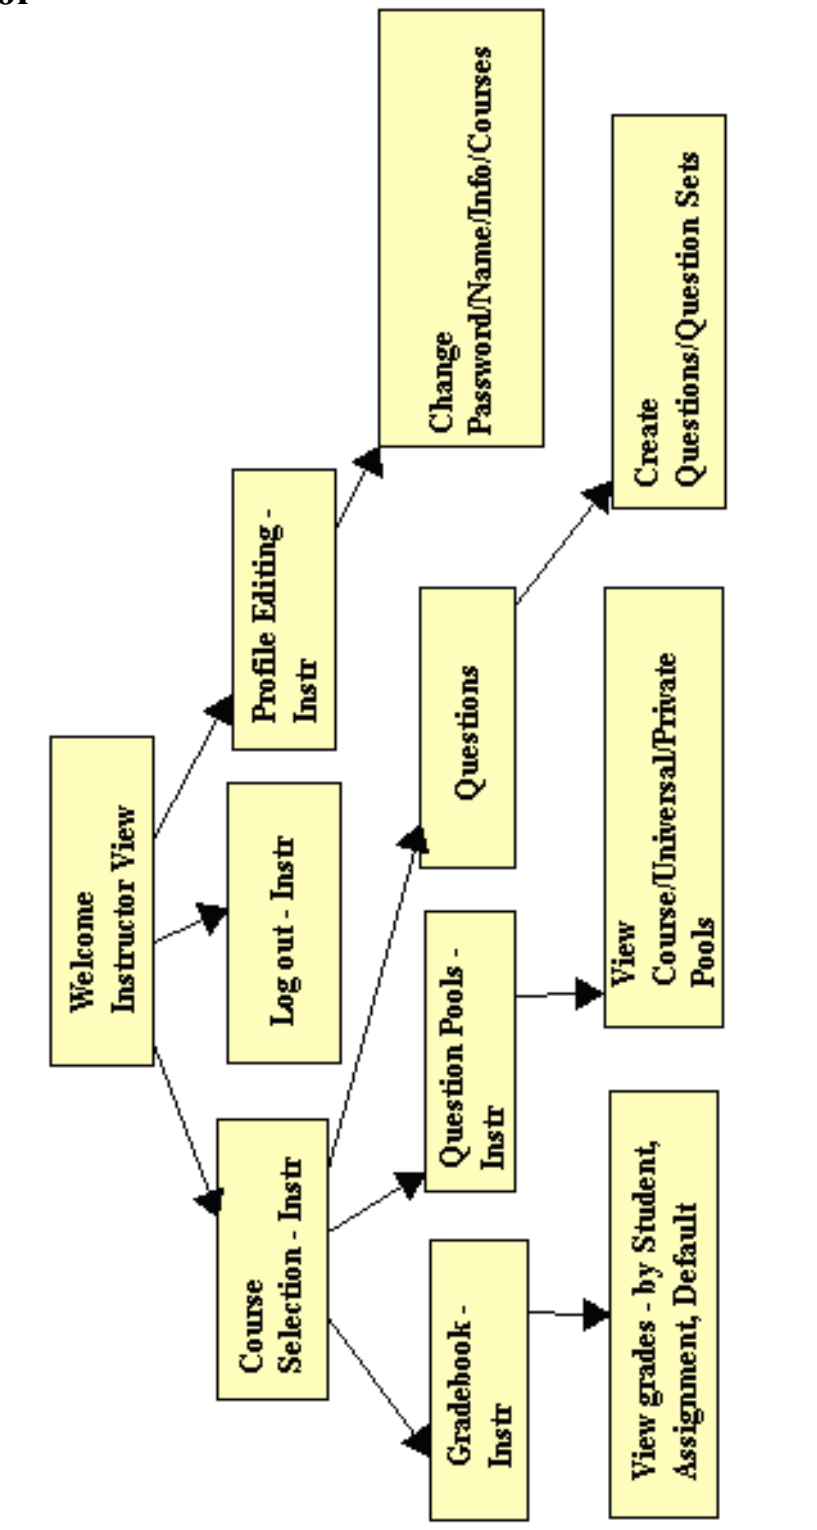 Welcome
Instructor View
Course
Selection - Instr
Log out - Instr
Profile Editing -
Instr
Gradebook -
Instr
Question Pools -
Instr
Questions
Change
Password/Name/Info/Courses
View grades - by Student,
Assignment, Default
View
Course/Universal/Private
Pools
Create
Questions/Question Sets